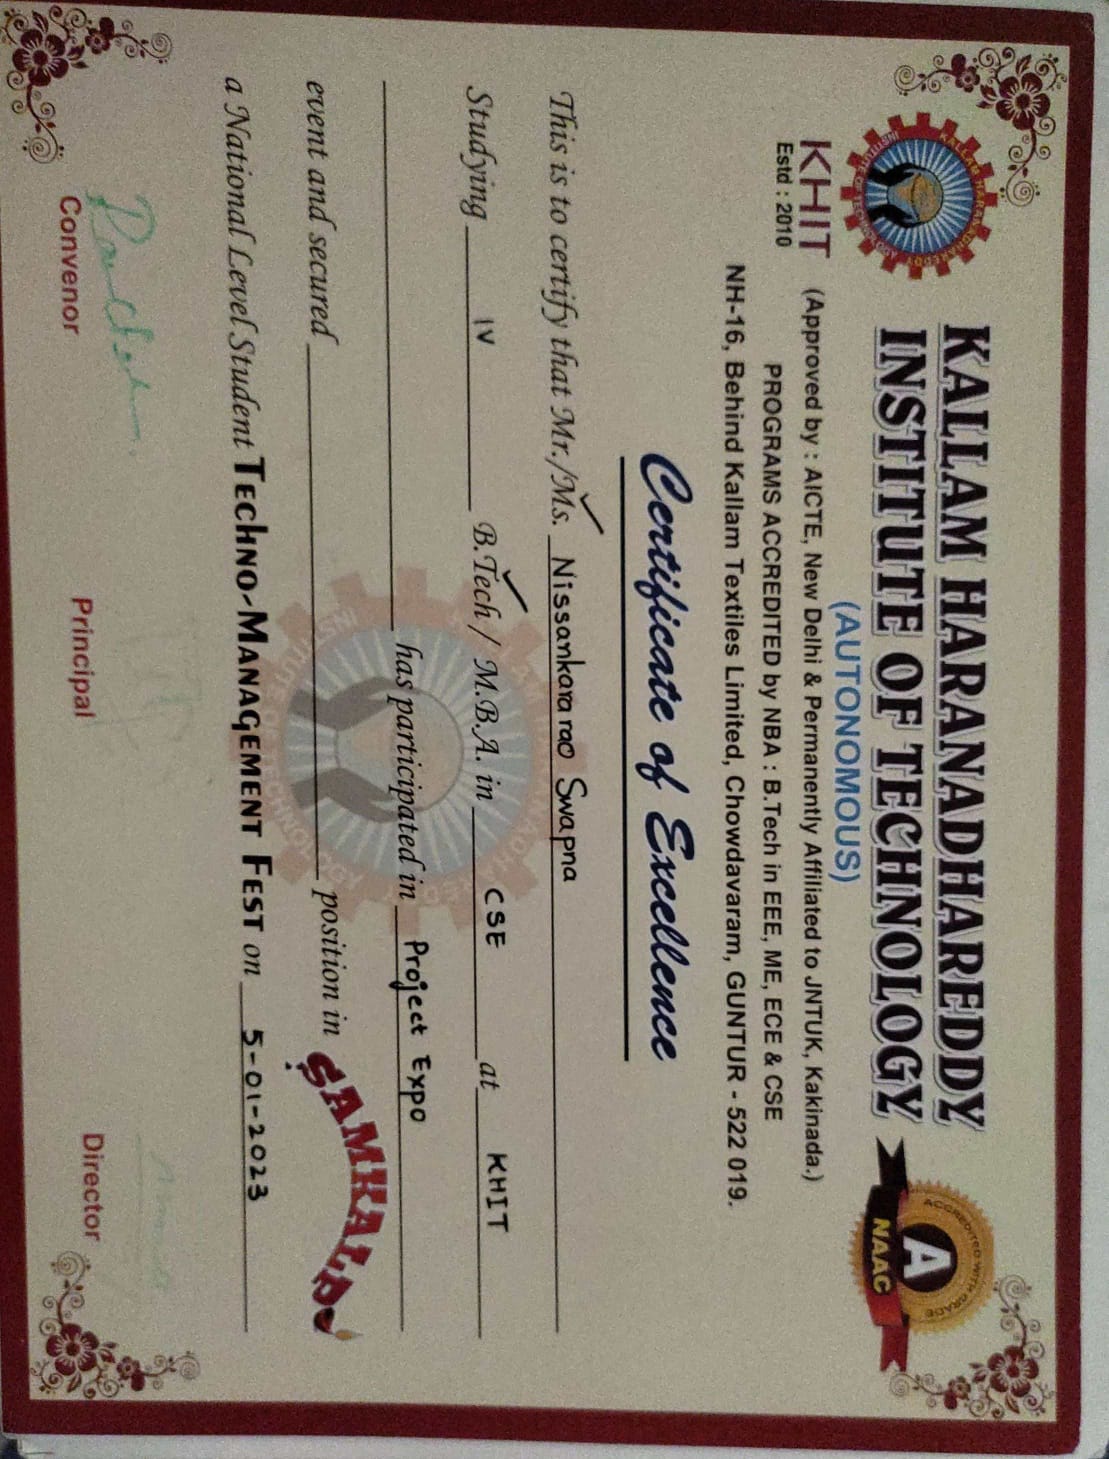 KALLAM HARANADHAREDDY
INSTITUTE OF TECHNOLOGY
(AUTONOMOUS)
KALLAM HARANADHAREDDY
INSTITUTE OF TECHNOLOGY
KHIT
Estd : 2010
ACCREDITED WITH GRADE
A
NAAC
(Approved by : AICTE, New Delhi & Permanently Affiliated to JNTUK, Kakinada.)
PROGRAMS ACCREDITED by NBA : B.Tech in EEE, ME, ECE & CSE
NH-16, Behind Kallam Textiles Limited, Chowdavaram, GUNTUR - 522 019.
Certificate of Excellence
This is to certify that Mr./Ms. Nissankara rao Swapna
Studying IV B.Tech / M.B.A. in CSE at KHIT
has participated in Project Expo
event and secured position in SAMKALP
a National Level Student TECHNO-MANAGEMENT FEST on 5-01-2023
Convenor
Principal
Director